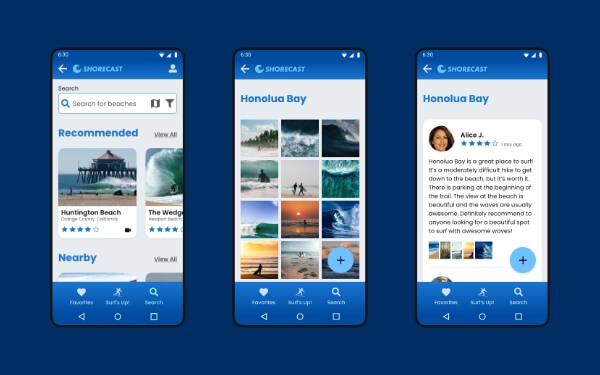 6:30
SHORECAST
Search
Search for beaches
Recommended
View All
Huntington Beach
Orange County, California
The Wedg
Newport Beach
Nearby
View All
Favorites
Surf's Up!
Search
6:30
SHORECAST
Honolua Bay
Favorites
Surf's Up!
Search
6:30
SHORECAST
Honolua Bay
Alice J.
1 day ago
Honolua Bay is a great place to surf!
It's a moderately difficult hike to get
down to the beach, but it's worth it.
There is parking at the beginning of
the trail. The view at the beach is
beautiful and the waves are usually
awesome. Definitely recommend to
anyone looking for a beautiful spot
to surf with awesome waves!
Favorites
Surf's Up!
Search